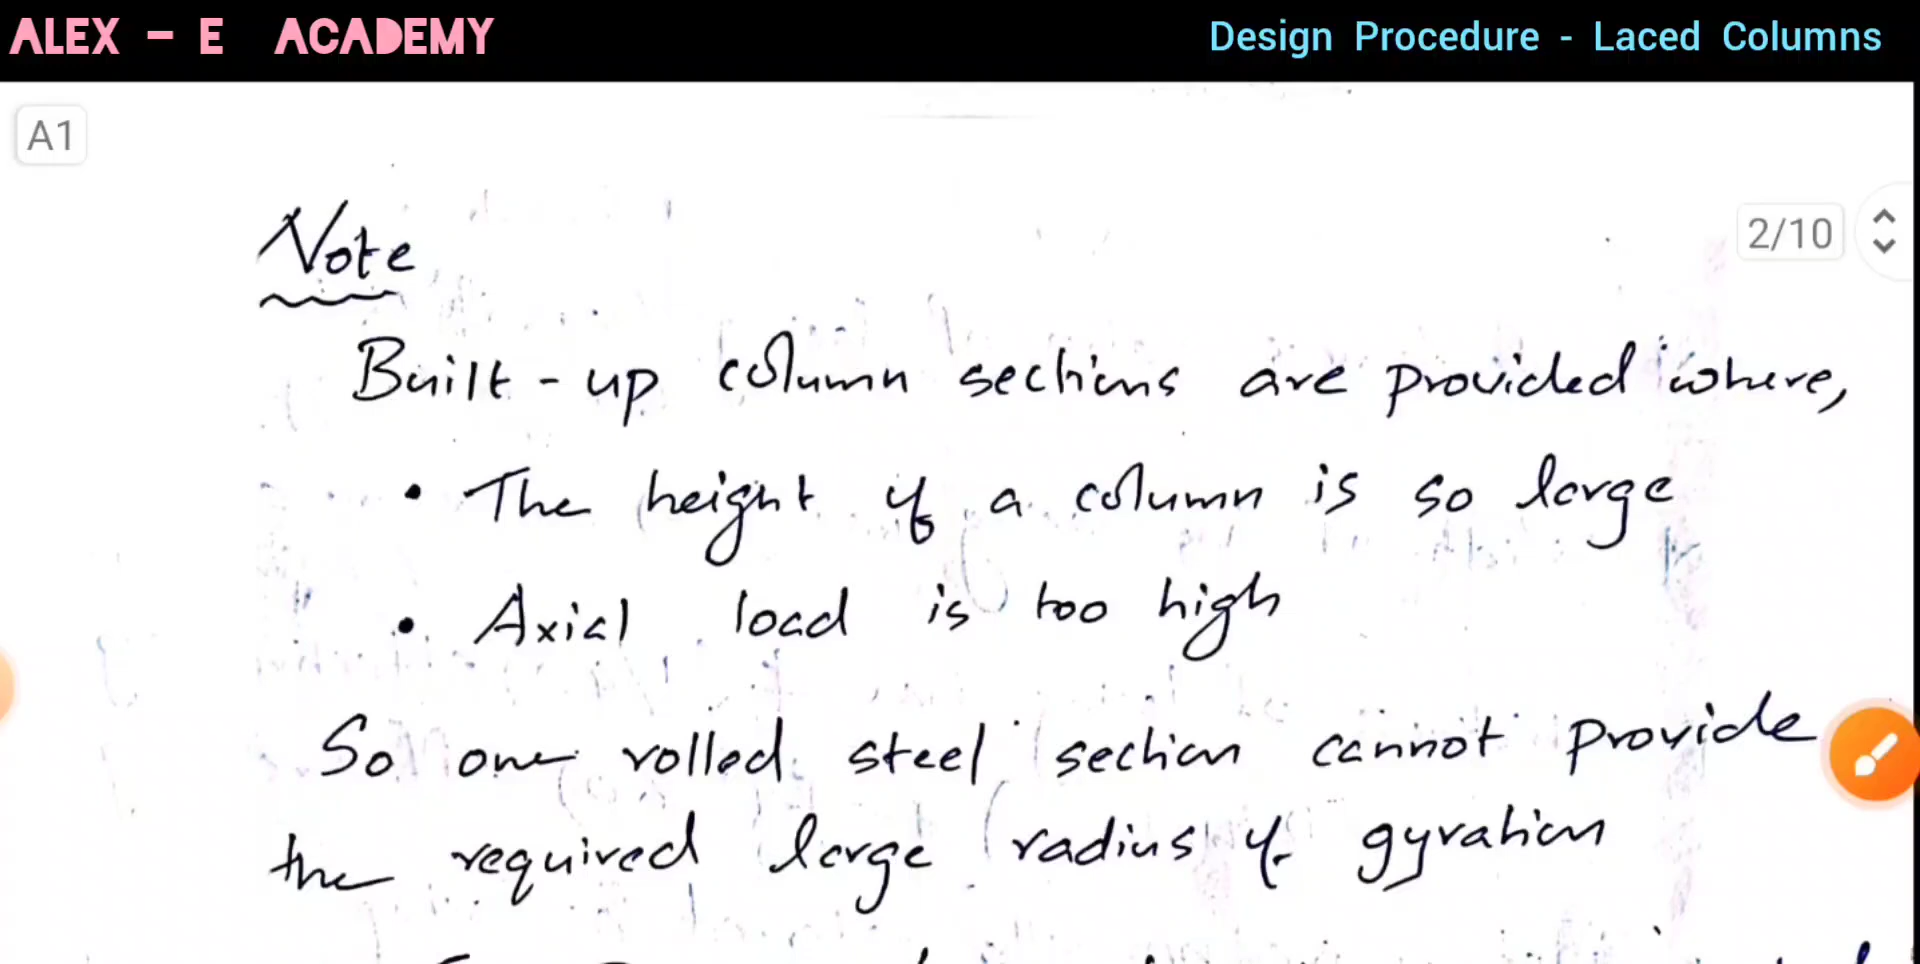 ALEX - E ACADEMY
Design Procedure - Laced Columns
A1
2/10
Note
Built-up column sections are provided where,
• The height of a column is so large
• Axial load is too high
So one rolled steel section cannot provide
the required large radius of gyration